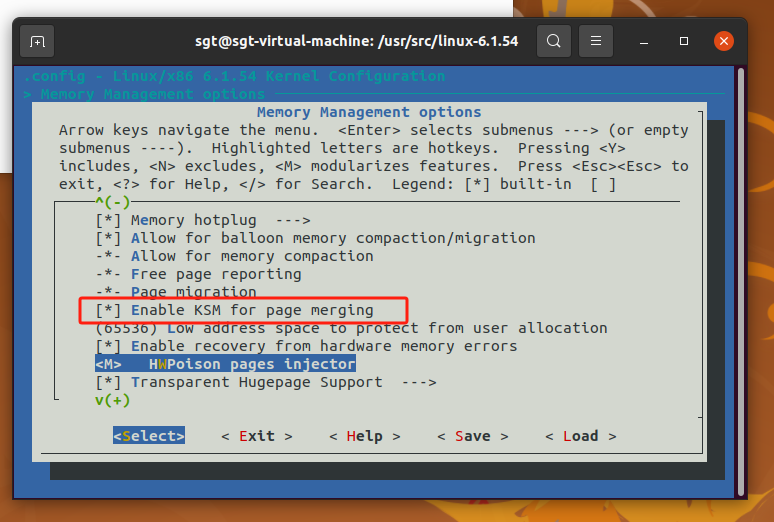 sgt@sgt-virtual-machine: /usr/src/linux-6.1.54
.config - Linux/x86 6.1.54 Kernel Configuration
> Memory Management options
Memory Management options
Arrow keys navigate the menu.  <Enter> selects submenus ---> (or empty
submenus ----).  Highlighted letters are hotkeys.  Pressing <Y>
includes, <N> excludes, <M> modularizes features.  Press <Esc><Esc> to
exit, <?> for Help, </> for Search.  Legend: [*] built-in  [ ]
^(-)
[*] Memory hotplug  --->
[*] Allow for balloon memory compaction/migration
-*- Allow for memory compaction
-*- Free page reporting
-*- Page migration
[*] Enable KSM for page merging
(65536) Low address space to protect from user allocation
[*] Enable recovery from hardware memory errors
<M>   HWPoison pages injector
[*] Transparent Hugepage Support  --->
v(+)
<Select>    < Exit >    < Help >    < Save >    < Load >